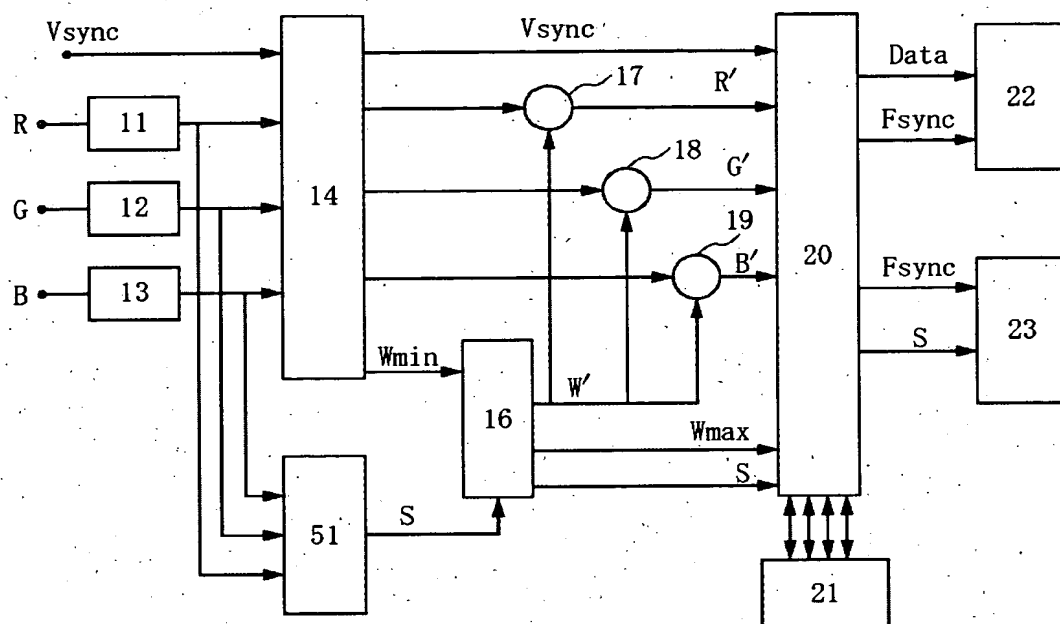 Vsync
Vsync
17
R′
Data
22
R
11
Fsync
18
G′
G
12
14
19
B′
20
Fsync
B
13
23
S
Wmin
W′
16
Wmax
S
51
S
21